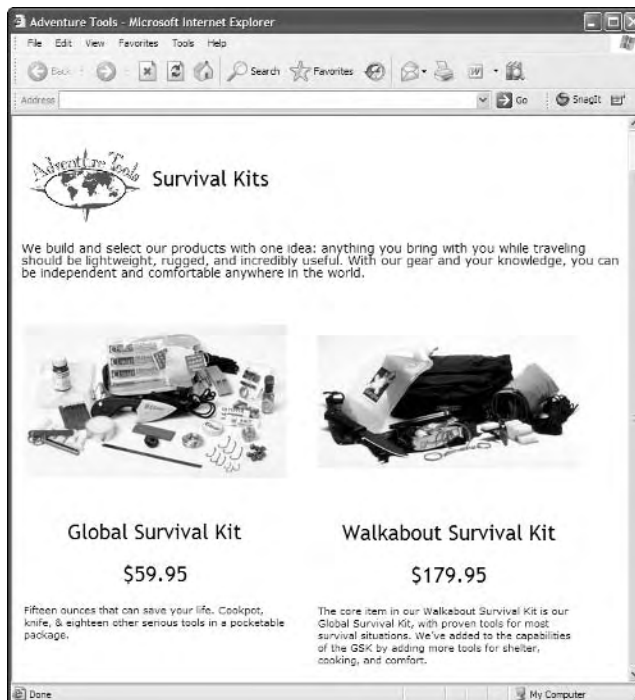 Adventure Tools - Microsoft Internet Explorer
File Edit View Favorites Tools Help
Back Search Favorites
Address Go SnagIt
Adventure Tools
Survival Kits
We build and select our products with one idea: anything you bring with you while traveling
should be lightweight, rugged, and incredibly useful. With our gear and your knowledge, you can
be independent and comfortable anywhere in the world.
Global Survival Kit
$59.95
Fifteen ounces that can save your life. Cookpot,
knife, & eighteen other serious tools in a pocketable
package.
Walkabout Survival Kit
$179.95
The core item in our Walkabout Survival Kit is our
Global Survival Kit, with proven tools for most
survival situations. We've added to the capabilities
of the GSK by adding more tools for shelter,
cooking, and comfort.
Done My Computer